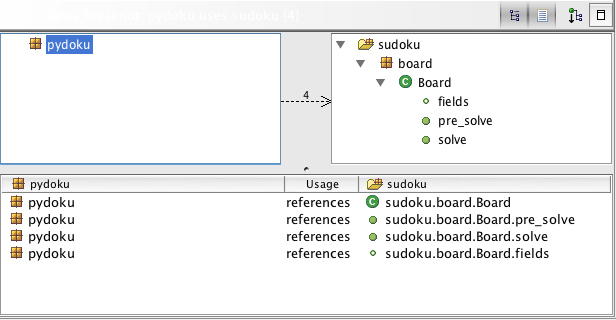 pydoku uses sudoku (4)
pydoku
4
sudoku
board
Board
fields
pre_solve
solve
pydoku Usage sudoku
pydoku references sudoku.board.Board
pydoku references sudoku.board.Board.pre_solve
pydoku references sudoku.board.Board.solve
pydoku references sudoku.board.Board.fields